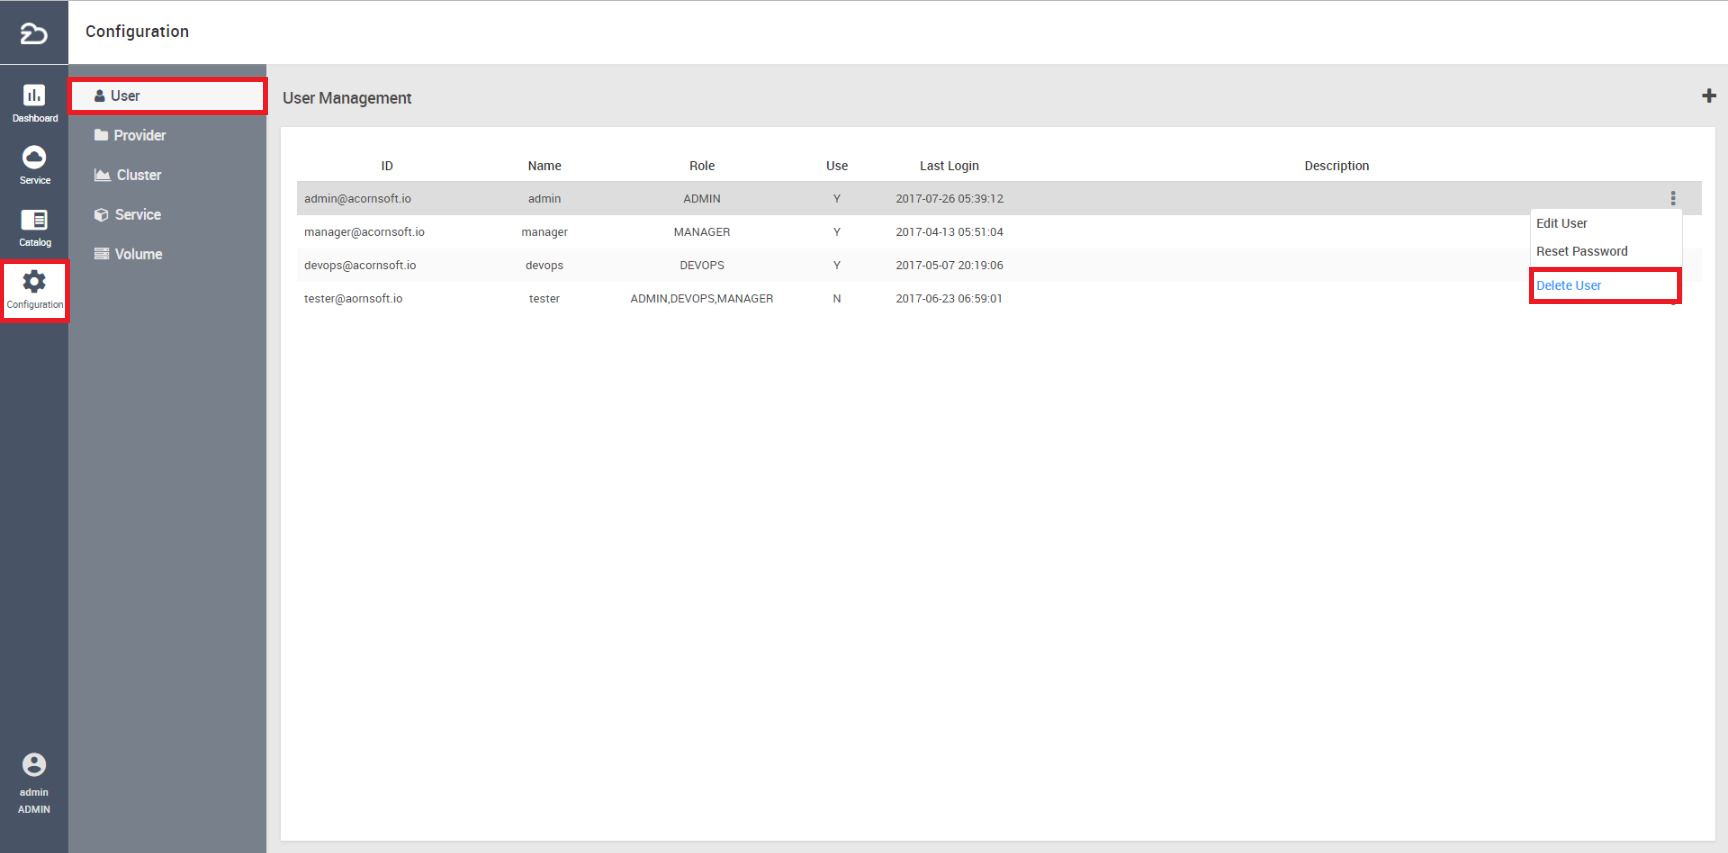 Configuration
Dashboard
Service
Catalog
Configuration
admin
ADMIN
User
Provider
Cluster
Service
Volume
User Management
ID Name Role Use Last Login Description
admin@acornsoft.io admin ADMIN Y 2017-07-26 05:39:12
manager@acornsoft.io manager MANAGER Y 2017-04-13 05:51:04
devops@acornsoft.io devops DEVOPS Y 2017-05-07 20:19:06
tester@aornsoft.io tester ADMIN,DEVOPS,MANAGER N 2017-06-23 06:59:01
Edit User
Reset Password
Delete User